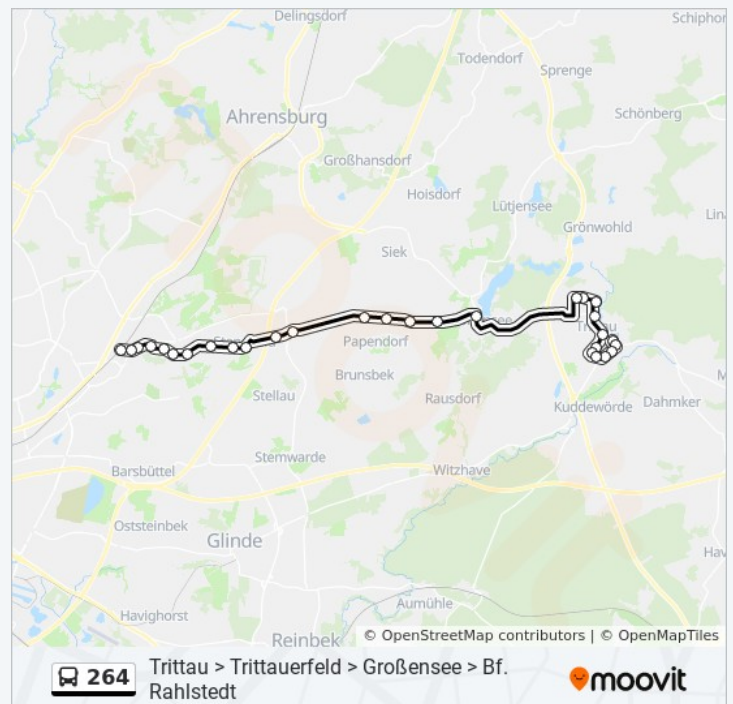 Delingsdorf
Schiphor
Todendorf
Sprenge
Ahrensburg
Schönberg
Großhansdorf
Hoisdorf
Lütjensee
Lin
Grönwohld
Siek
Papendorf
Brunsbek
Stellau
Rausdorf
Kuddewörde
Dahmker
M
Stemwarde
Barsbüttel
Witzhave
Oststeinbek
Glinde
Hav
Aumühle
Havighorst
Reinbek
© OpenStreetMap contributors | © OpenMapTiles
264
Trittau > Trittauerfeld > Großensee > Bf.
Rahlstedt
moovit